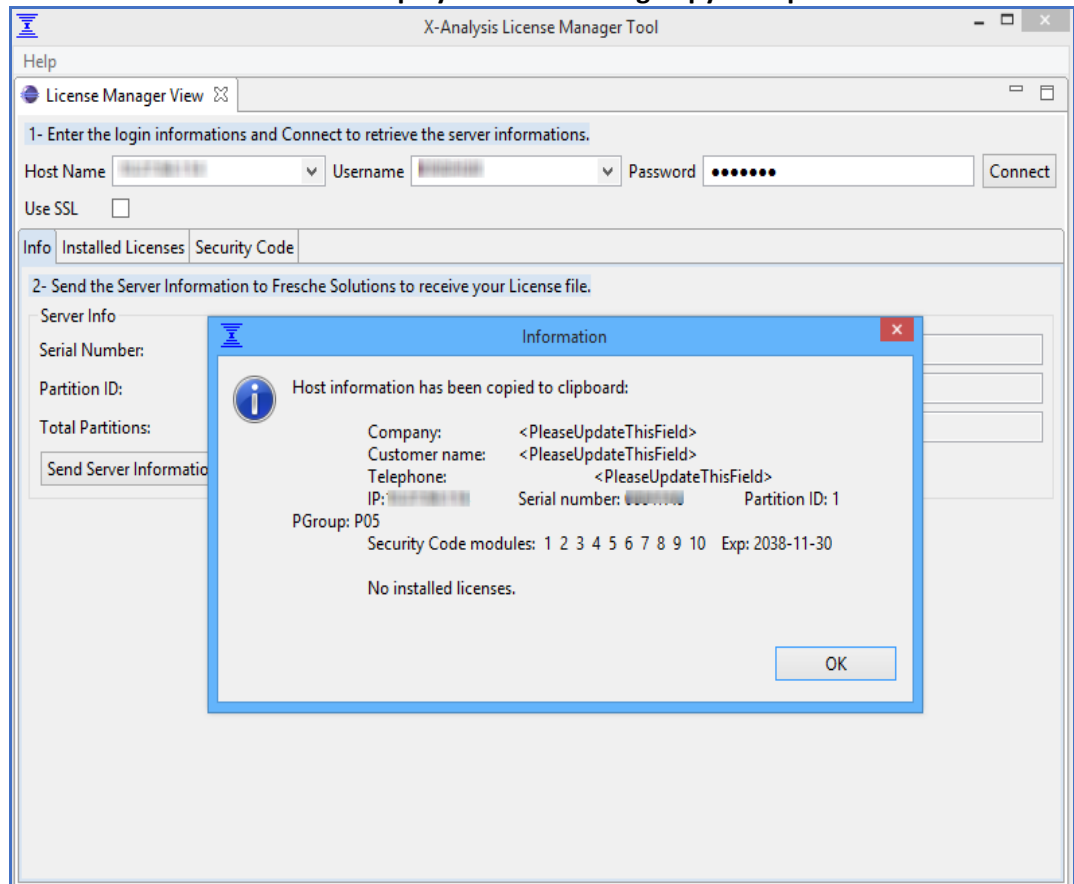 X-Analysis License Manager Tool
Help
License Manager View
1- Enter the login informations and Connect to retrieve the server informations.
Host Name Username Password ●●●●●●● Connect
Use SSL
Info Installed Licenses Security Code
2- Send the Server Information to Fresche Solutions to receive your License file.
Server Info
Serial Number:
Partition ID:
Total Partitions:
Send Server
Information
Host information has been copied to clipboard:
Company: <PleaseUpdateThisField>
Customer name: <PleaseUpdateThisField>
Telephone: <PleaseUpdateThisField>
IP: Serial number: Partition ID: 1
PGroup: P05
Security Code modules: 1 2 3 4 5 6 7 8 9 10 Exp: 2038-11-30
No installed licenses.
OK